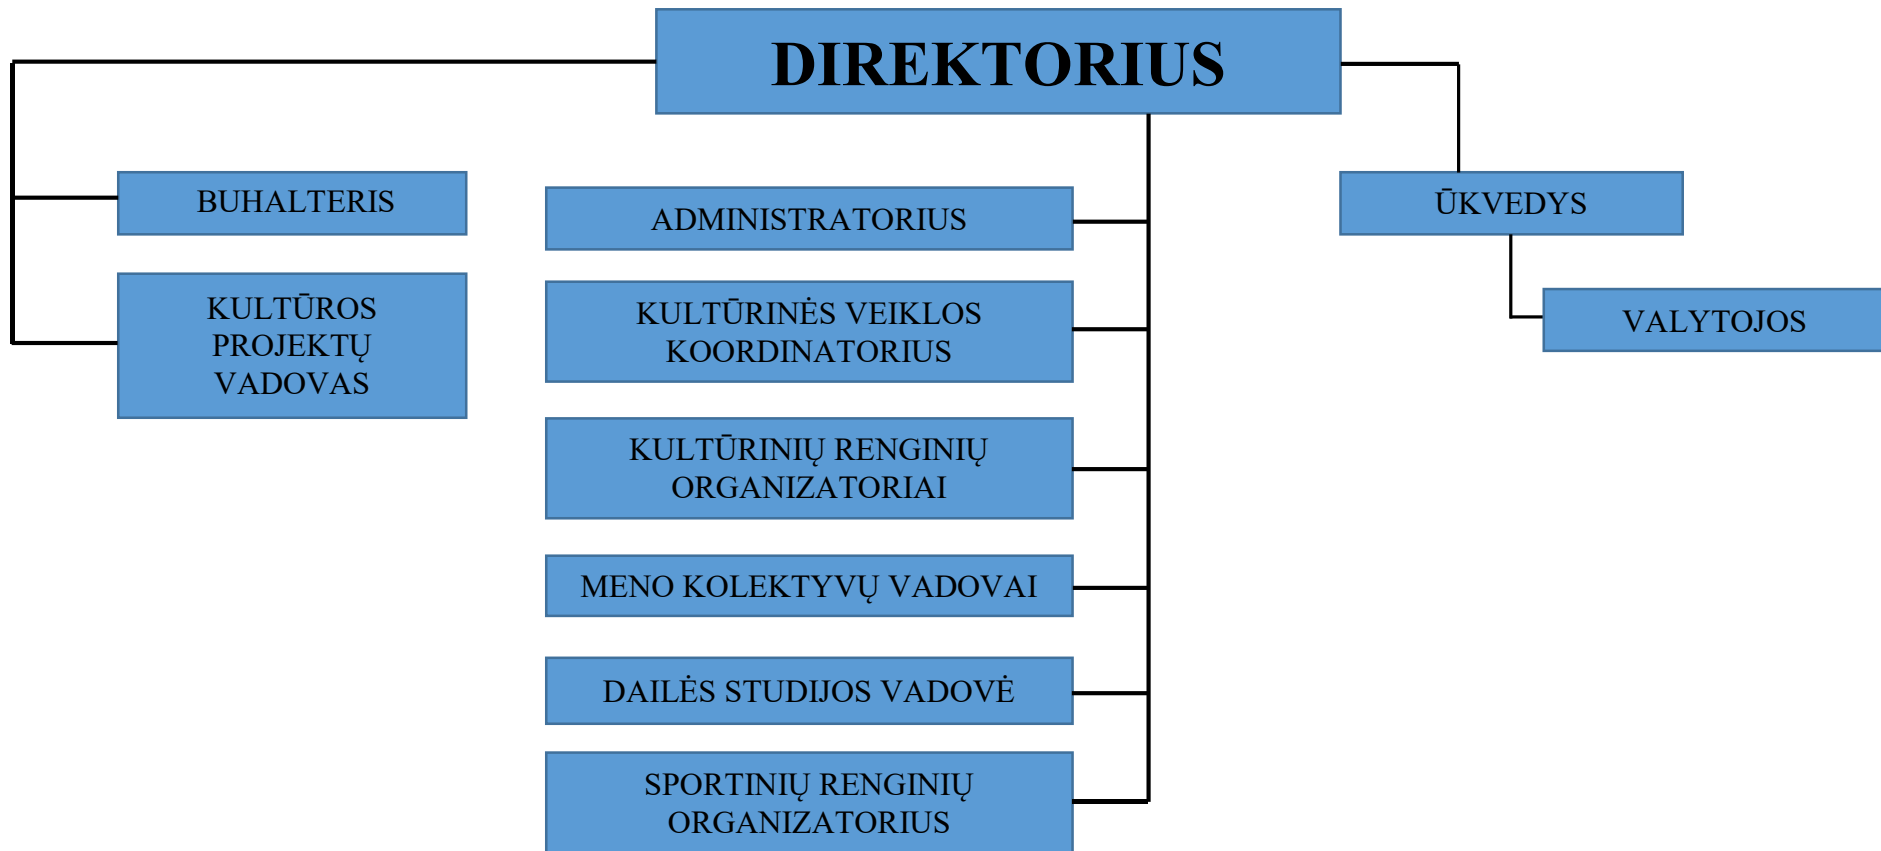 DIREKTORIUS
BUHALTERIS
KULTŪROS
PROJEKTŲ
VADOVAS
ADMINISTRATORIUS
KULTŪRINĖS VEIKLOS
KOORDINATORIUS
KULTŪRINIŲ RENGINIŲ
ORGANIZATORIAI
MENO KOLEKTYVŲ VADOVAI
DAILĖS STUDIJOS VADOVĖ
SPORTINIŲ RENGINIŲ
ORGANIZATORIUS
ŪKVEDYS
VALYTOJOS